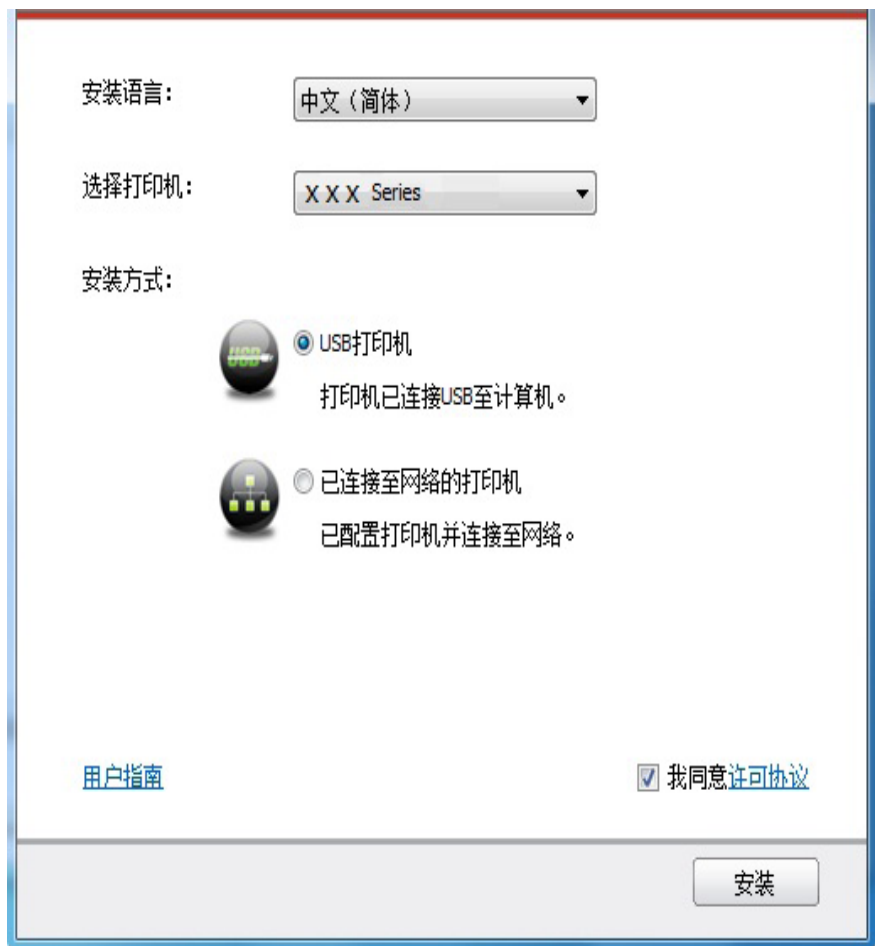 安装语言：
中文（简体）
选择打印机：
X X X Series
安装方式：
USB
USB打印机
打印机已连接USB至计算机。
已连接至网络的打印机
已配置打印机并连接至网络。
用户指南
我同意许可协议
安装